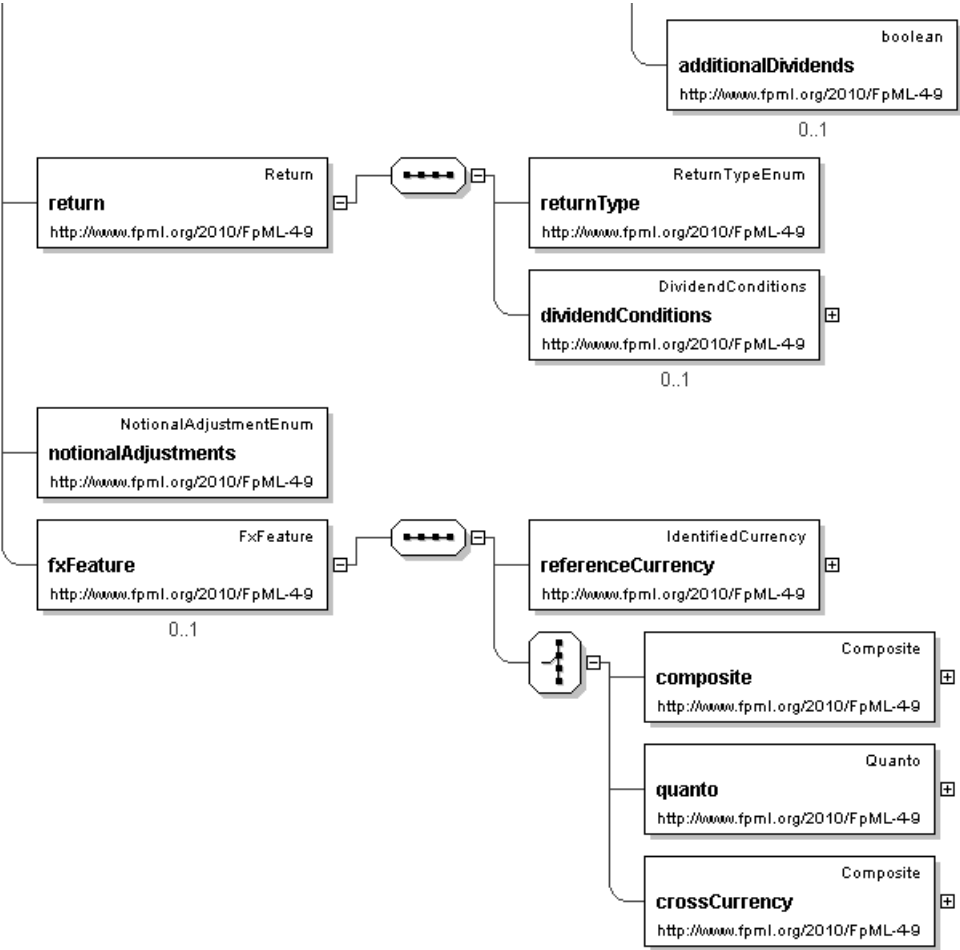 boolean
additionalDividends
http://www.fpml.org/2010/FpML-4-9
0..1
Return
return
http://www.fpml.org/2010/FpML-4-9
ReturnTypeEnum
returnType
http://www.fpml.org/2010/FpML-4-9
DividendConditions
dividendConditions
http://www.fpml.org/2010/FpML-4-9
0..1
NotionalAdjustmentEnum
notionalAdjustments
http://www.fpml.org/2010/FpML-4-9
FxFeature
fxFeature
http://www.fpml.org/2010/FpML-4-9
0..1
IdentifiedCurrency
referenceCurrency
http://www.fpml.org/2010/FpML-4-9
Composite
composite
http://www.fpml.org/2010/FpML-4-9
Quanto
quanto
http://www.fpml.org/2010/FpML-4-9
Composite
crossCurrency
http://www.fpml.org/2010/FpML-4-9